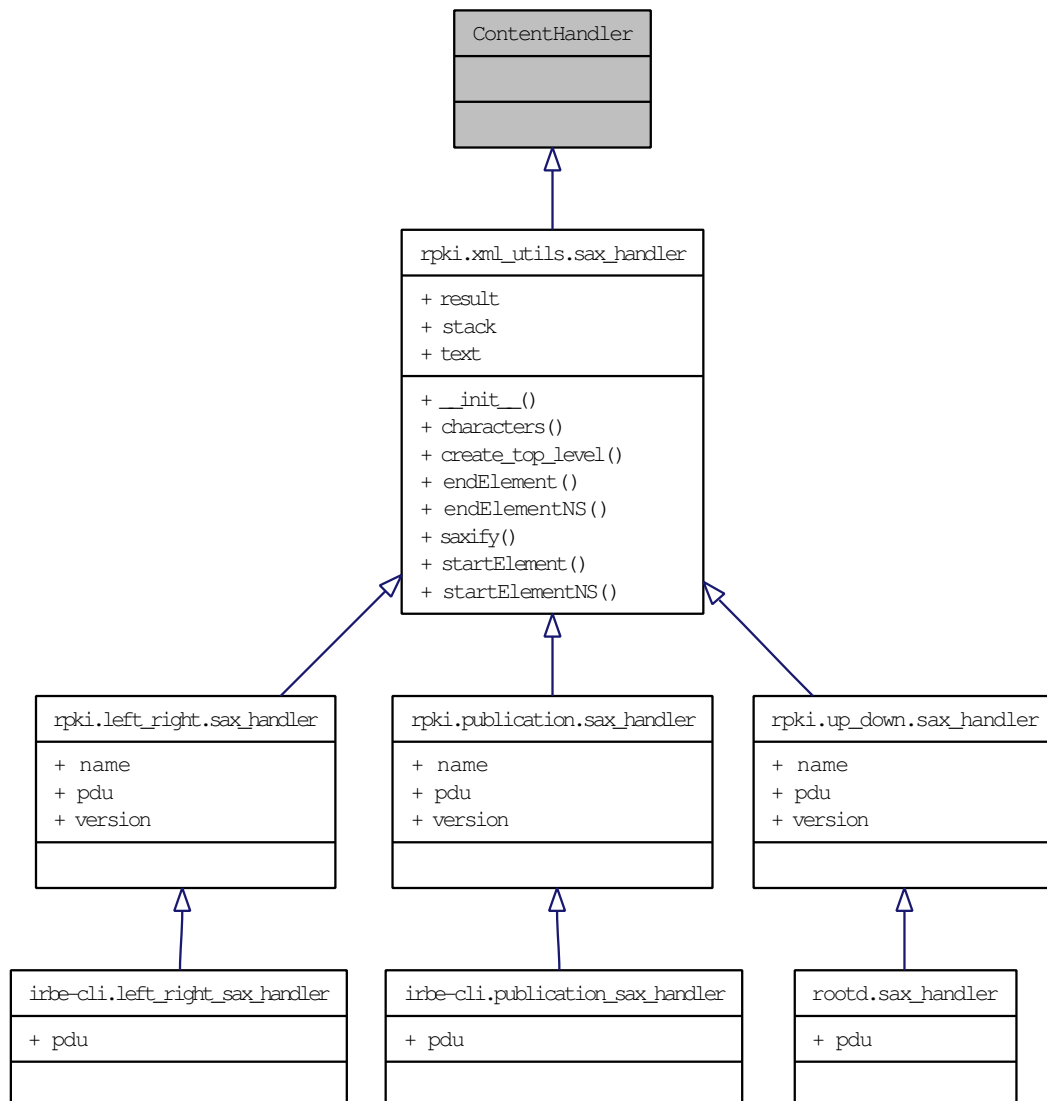 ContentHandler
rpki.xml_utils.sax_handler
+ result
+ stack
+ text
+ __init__()
+ characters()
+ create_top_level()
+ endElement()
+ endElementNS()
+ saxify()
+ startElement()
+ startElementNS()
rpki.left_right.sax_handler
+ name
+ pdu
+ version
rpki.publication.sax_handler
+ name
+ pdu
+ version
rpki.up_down.sax_handler
+ name
+ pdu
+ version
irbe-cli.left_right_sax_handler
+ pdu
irbe-cli.publication_sax_handler
+ pdu
rootd.sax_handler
+ pdu